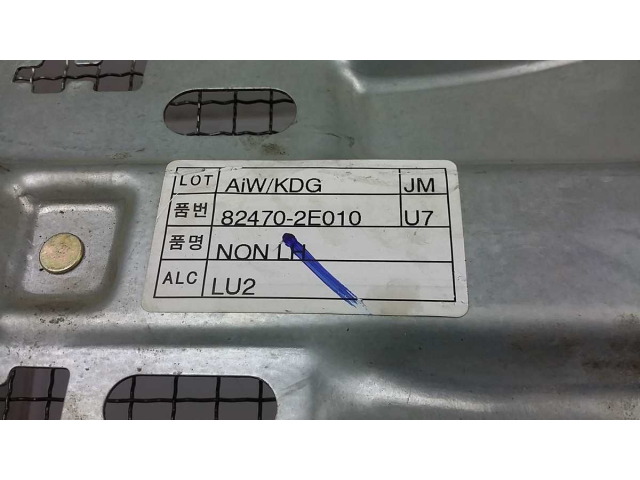 LOT AiW/KDG JM
품번 82470-2E010 U7
품명 NON LH
ALC LU2